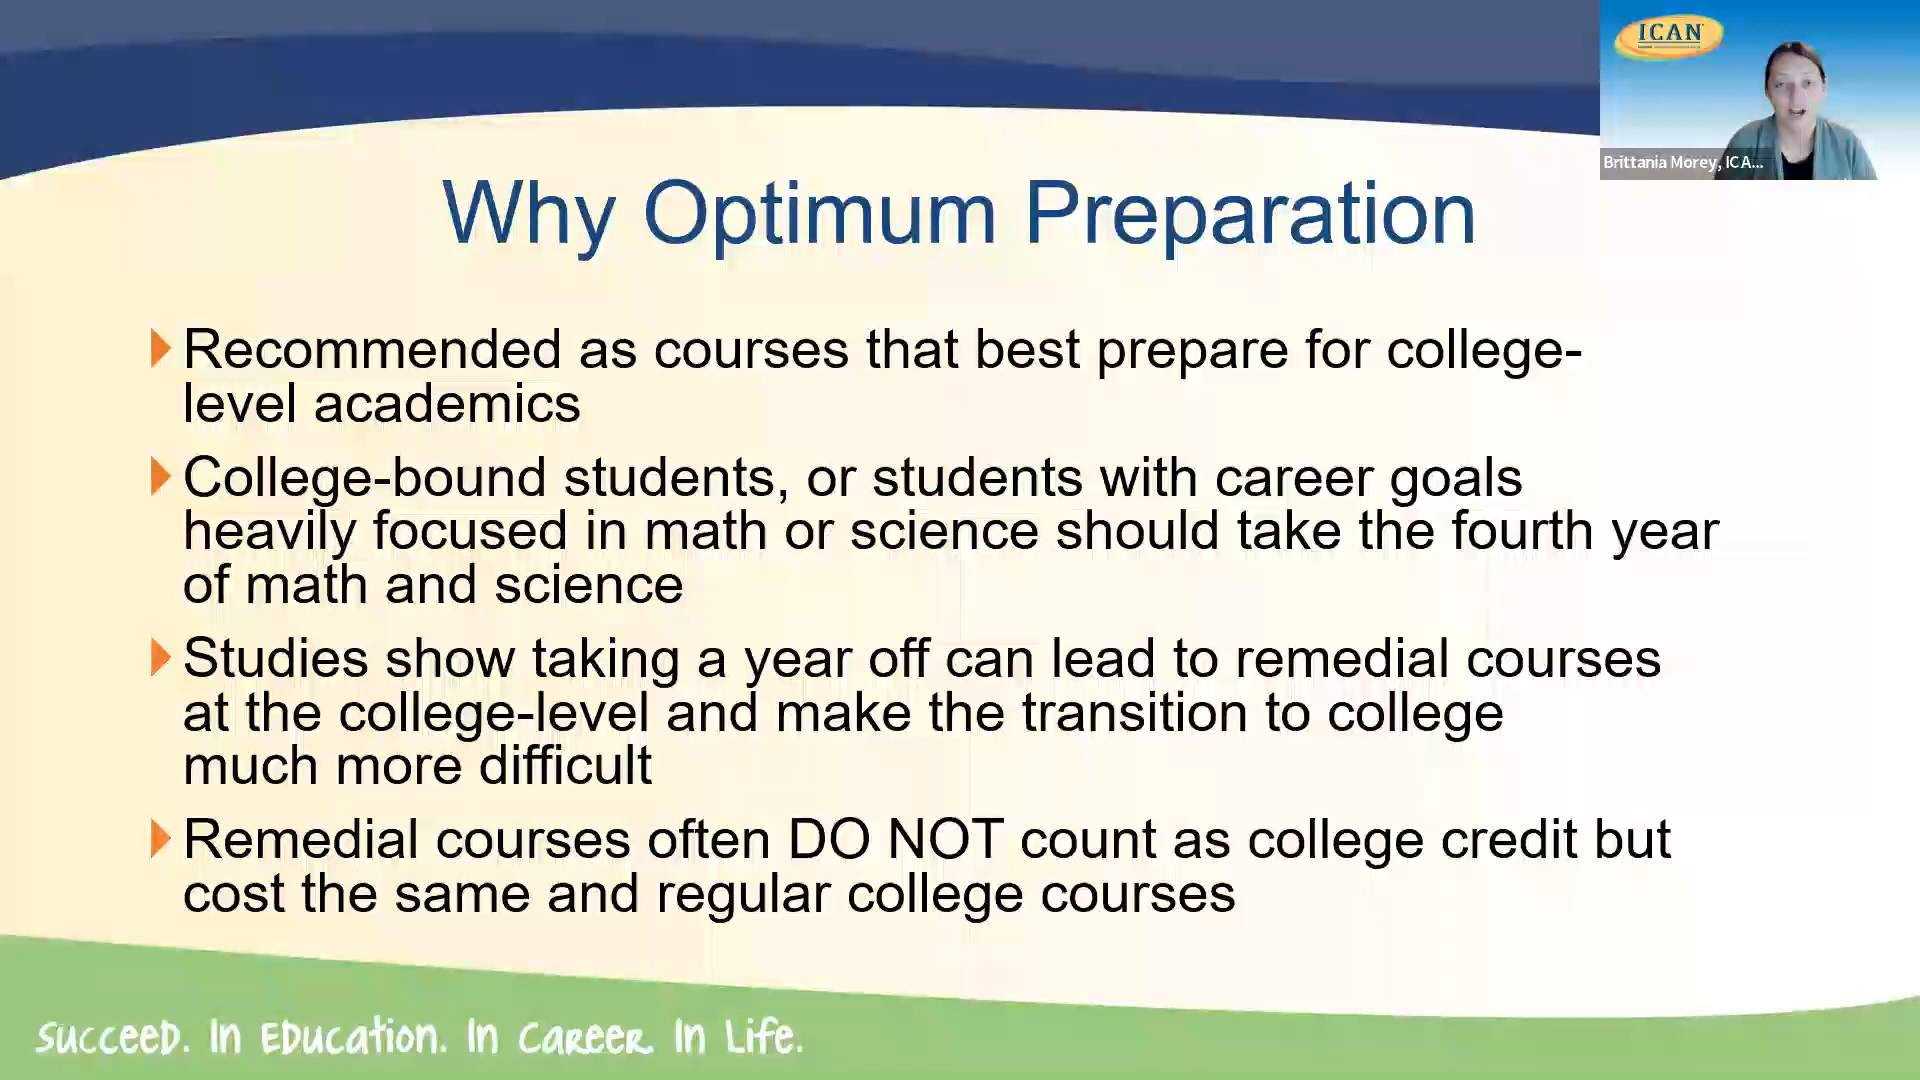 ICAN
Brittania Morey, ICA...
Why Optimum Preparation
Recommended as courses that best prepare for college-
level academics
College-bound students, or students with career goals
heavily focused in math or science should take the fourth year
of math and science
Studies show taking a year off can lead to remedial courses
at the college-level and make the transition to college
much more difficult
Remedial courses often DO NOT count as college credit but
cost the same and regular college courses
Succeed. In Education. In Career. In Life.